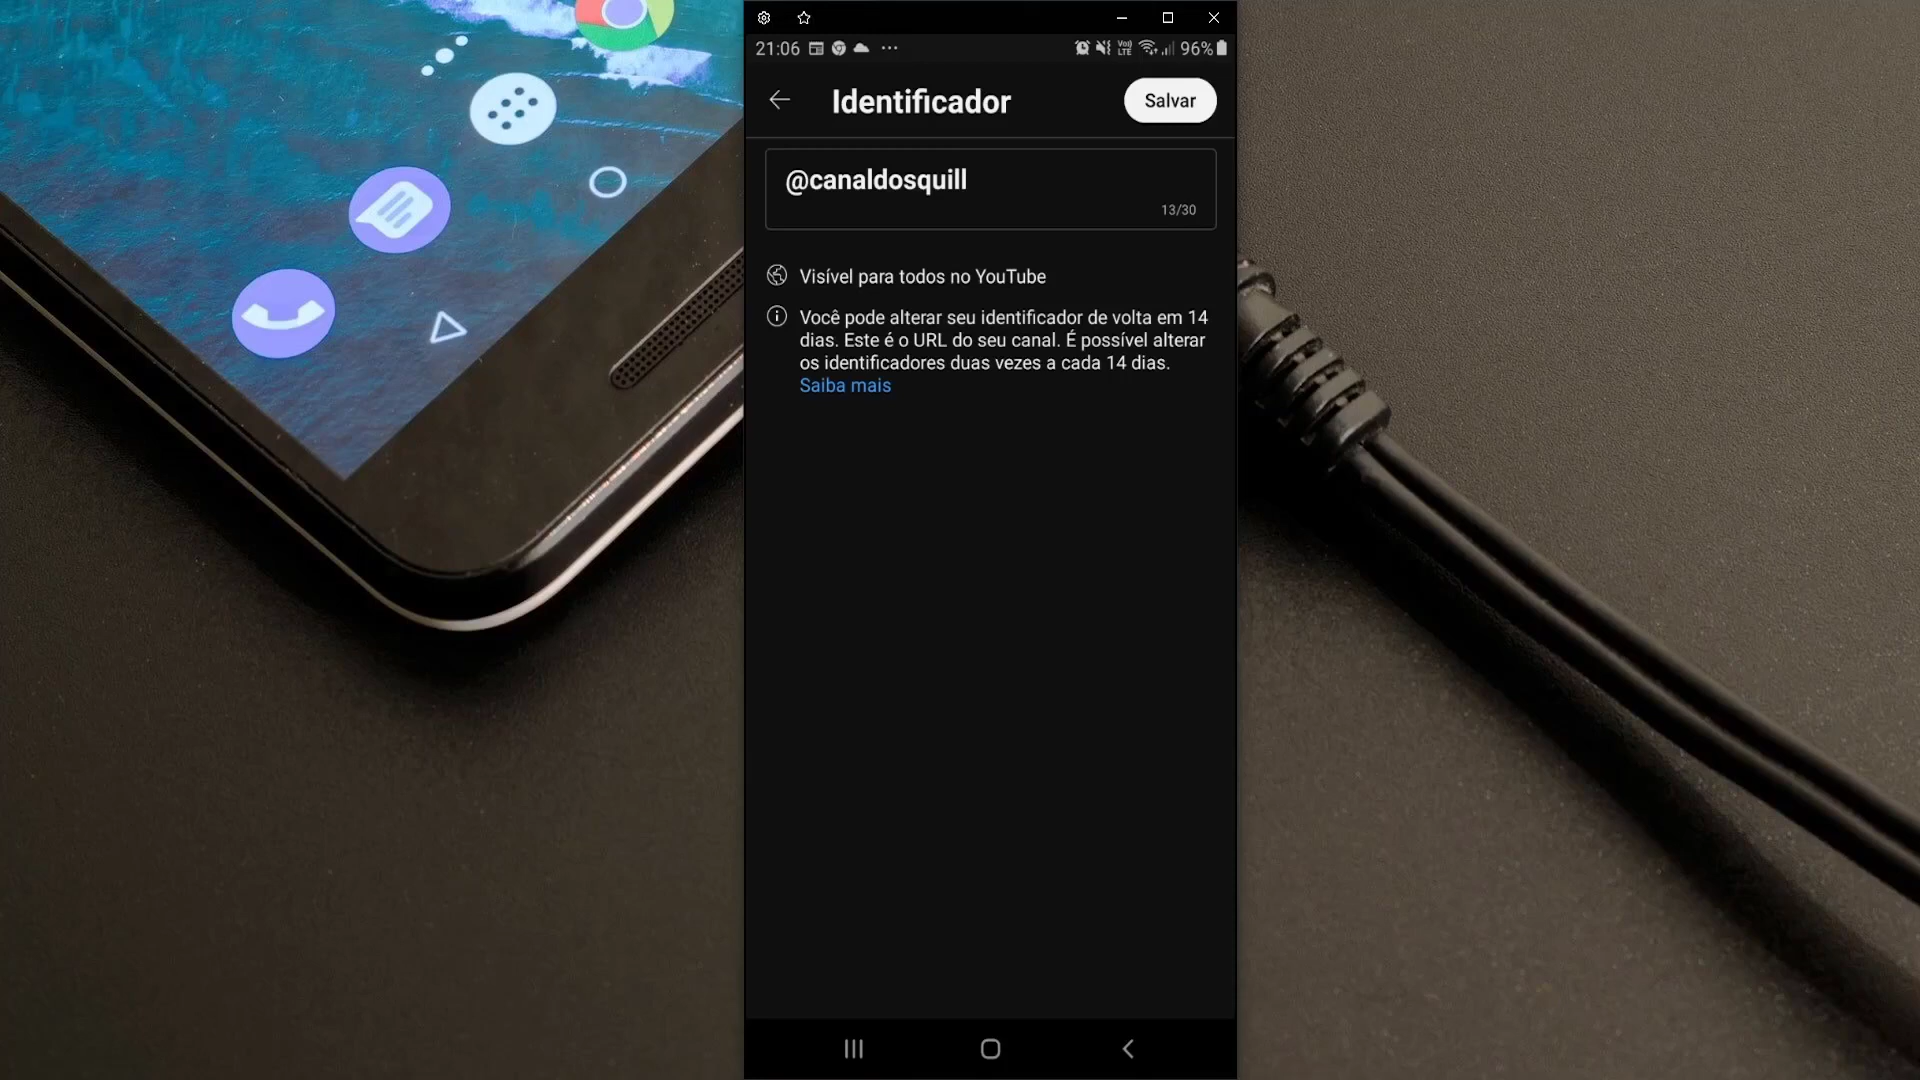 21:06
Vo)) LTE
96%
Identificador
Salvar
@canaldosquill
13/30
Visível para todos no YouTube
Você pode alterar seu identificador de volta em 14
dias. Este é o URL do seu canal. É possível alterar
os identificadores duas vezes a cada 14 dias.
Saiba mais